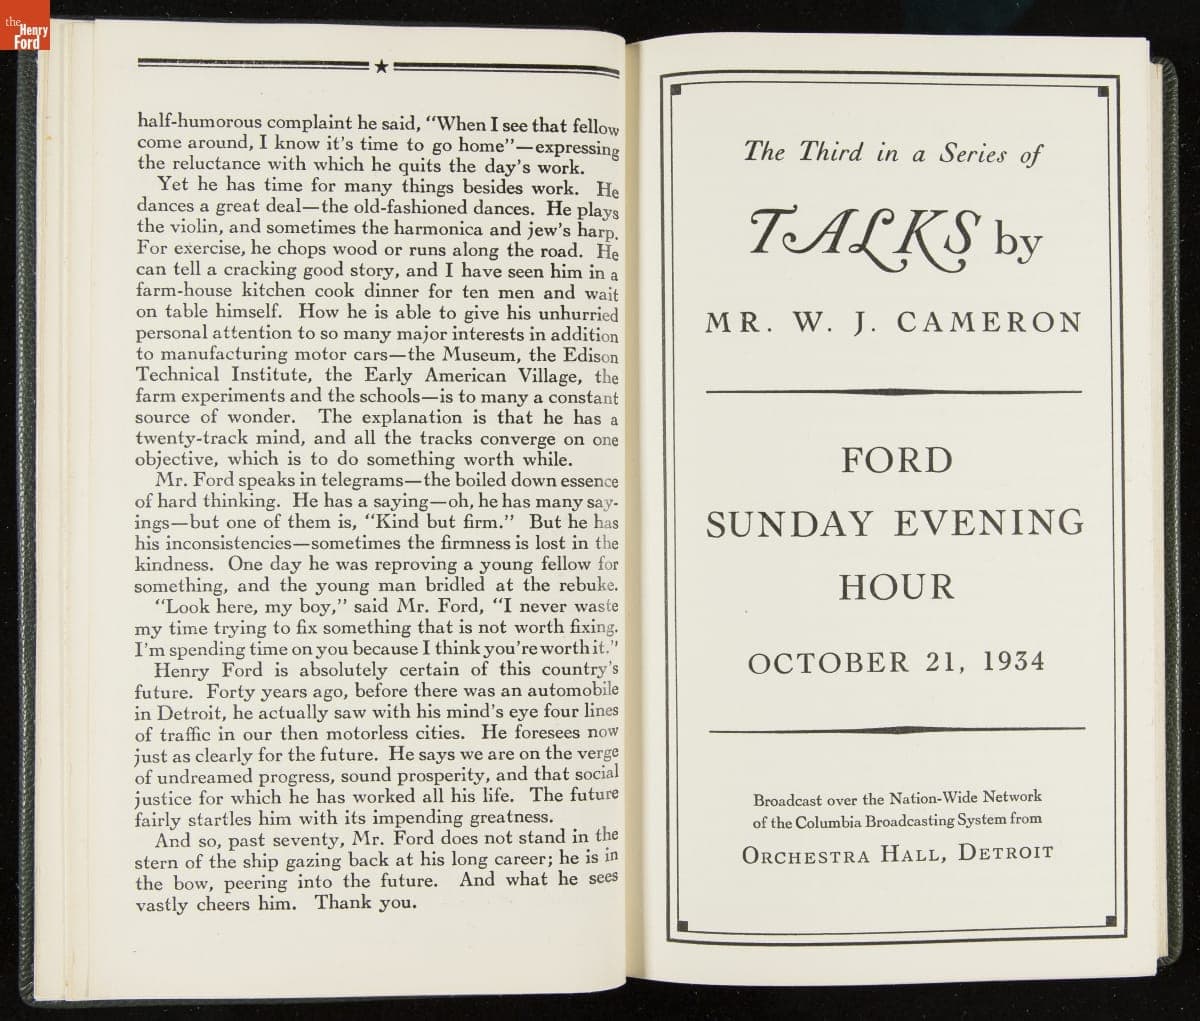 the
Henry
Ford
half-humorous complaint he said, "When I see that fellow
come around, I know it's time to go home"—expressing
the reluctance with which he quits the day's work.
Yet he has time for many things besides work. He
dances a great deal—the old-fashioned dances. He plays
the violin, and sometimes the harmonica and jew's harp.
For exercise, he chops wood or runs along the road. He
can tell a cracking good story, and I have seen him in a
farm-house kitchen cook dinner for ten men and wait
on table himself. How he is able to give his unhurried
personal attention to so many major interests in addition
to manufacturing motor cars—the Museum, the Edison
Technical Institute, the Early American Village, the
farm experiments and the schools—is to many a constant
source of wonder. The explanation is that he has a
twenty-track mind, and all the tracks converge on one
objective, which is to do something worth while.
Mr. Ford speaks in telegrams—the boiled down essence
of hard thinking. He has a saying—oh, he has many say-
ings—but one of them is, "Kind but firm." But he has
his inconsistencies—sometimes the firmness is lost in the
kindness. One day he was reproving a young fellow for
something, and the young man bridled at the rebuke.
"Look here, my boy," said Mr. Ford, "I never waste
my time trying to fix something that is not worth fixing.
I'm spending time on you because I think you're worth it."
Henry Ford is absolutely certain of this country's
future. Forty years ago, before there was an automobile
in Detroit, he actually saw with his mind's eye four lines
of traffic in our then motorless cities. He foresees now
just as clearly for the future. He says we are on the verge
of undreamed progress, sound prosperity, and that social
justice for which he has worked all his life. The future
fairly startles him with its impending greatness.
And so, past seventy, Mr. Ford does not stand in the
stern of the ship gazing back at his long career; he is in
the bow, peering into the future. And what he sees
vastly cheers him. Thank you.
The Third in a Series of
TALKS by
MR. W. J. CAMERON
FORD
SUNDAY EVENING
HOUR
OCTOBER 21, 1934
Broadcast over the Nation-Wide Network
of the Columbia Broadcasting System from
ORCHESTRA HALL, DETROIT